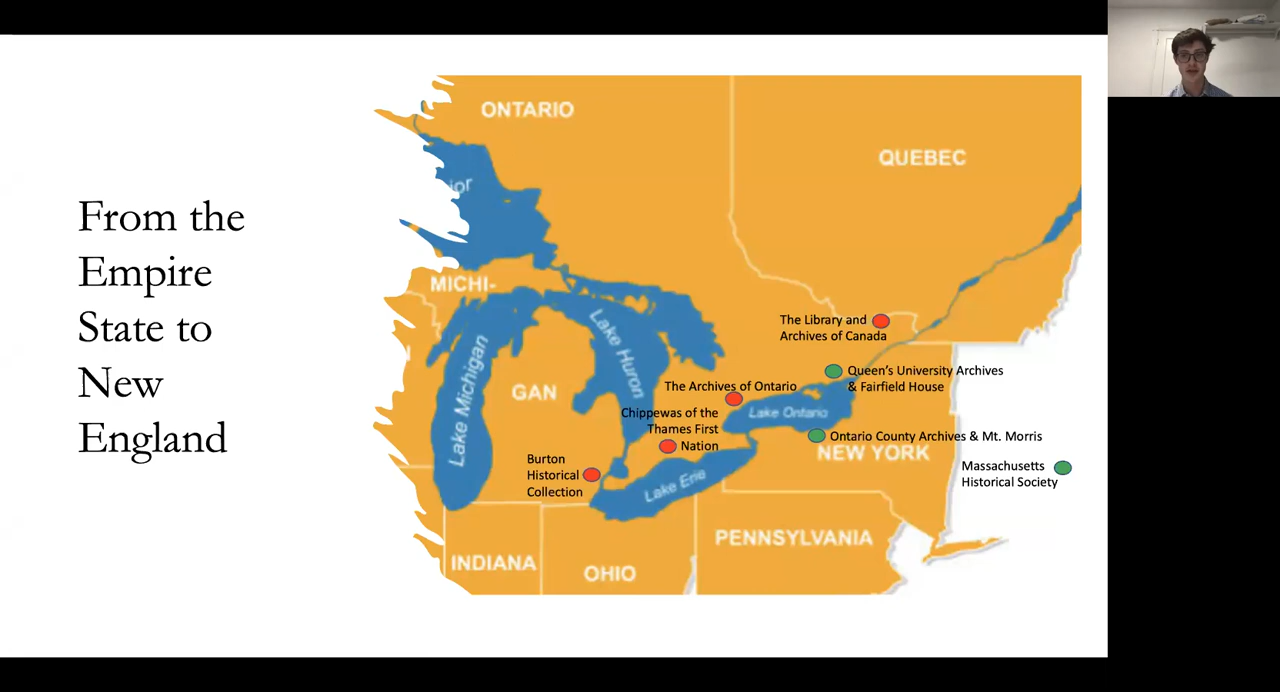 From the
Empire
State to
New
England
ONTARIO
QUEBEC
ior
MICHI-
GAN
Lake Michigan
Lake Huron
The Library and
Archives of Canada
Queen's University Archives
& Fairfield House
The Archives of Ontario
Lake Ontario
Chippewas of the
Thames First
Nation
Ontario County Archives & Mt. Morris
NEW YORK
Burton
Historical
Collection
Lake Erie
Massachusetts
Historical Society
PENNSYLVANIA
INDIANA
OHIO